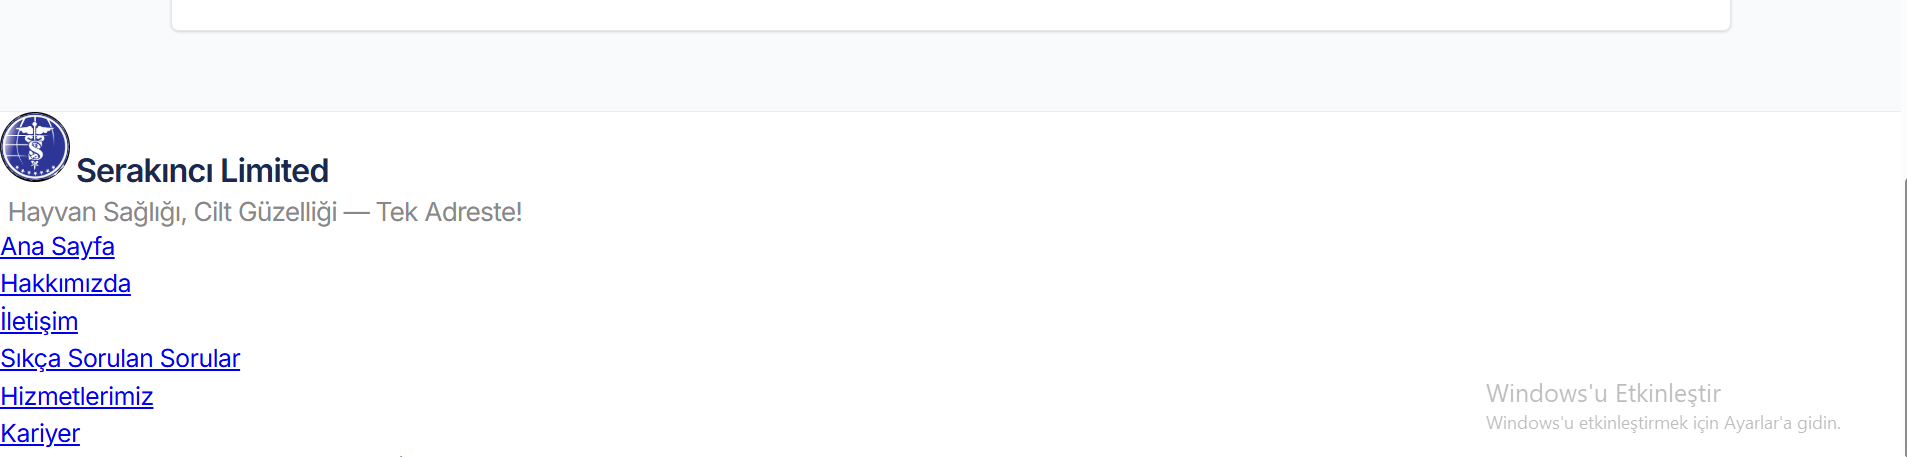 Serakıncı Limited
Hayvan Sağlığı, Cilt Güzelliği — Tek Adreste!
Ana Sayfa
Hakkımızda
İletişim
Sıkça Sorulan Sorular
Hizmetlerimiz
Kariyer
Windows'u Etkinleştir
Windows'u etkinleştirmek için Ayarlar'a gidin.